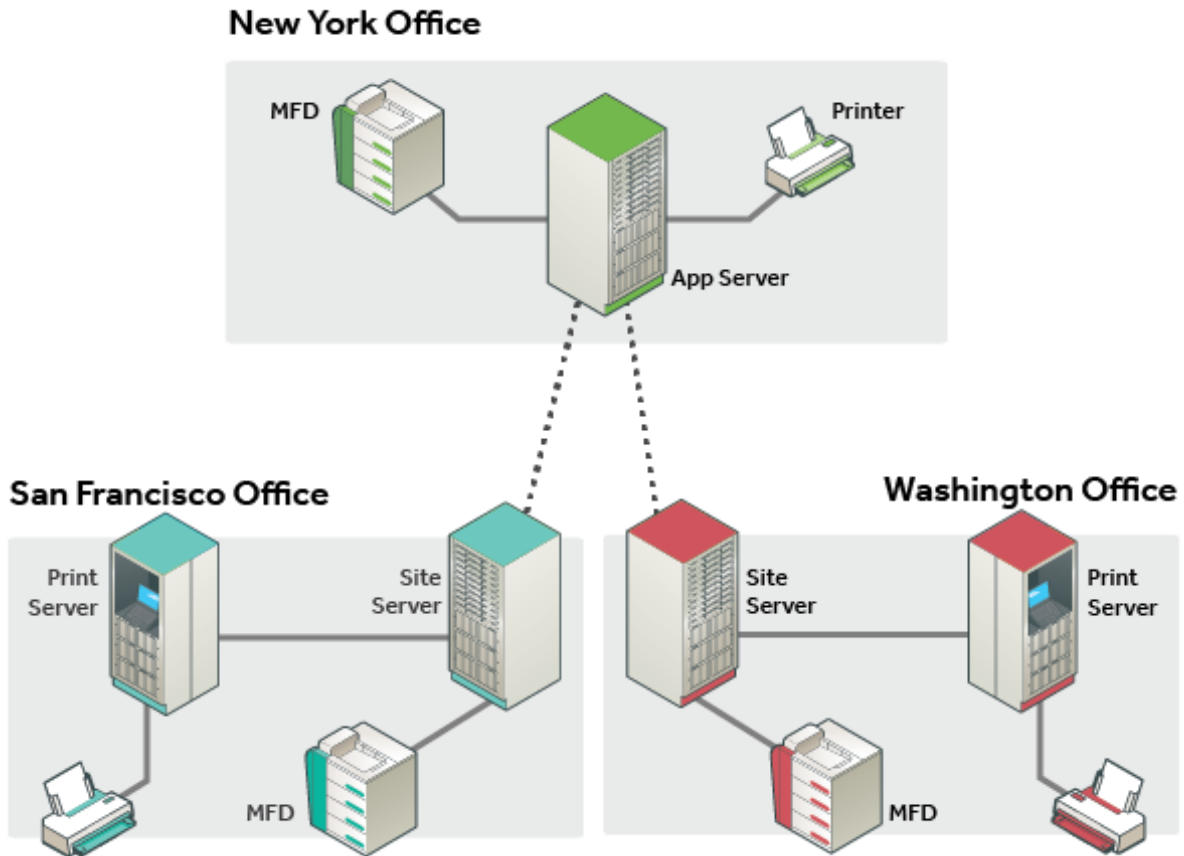 New York Office
MFD
Printer
App Server
San Francisco Office
Washington Office
Print
Server
Site
Server
Site
Server
Print
Server
MFD
MFD